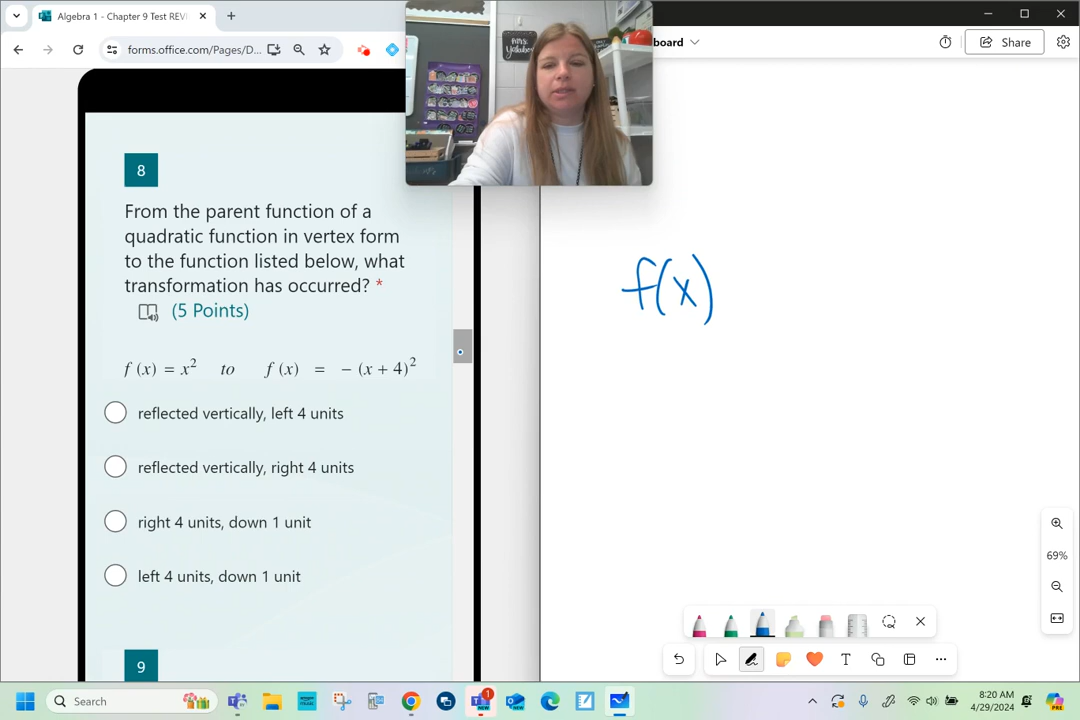 Algebra 1 - Chapter 9 Test REVI
forms.office.com/Pages/D...
board
Share
8
From the parent function of a
quadratic function in vertex form
to the function listed below, what
transformation has occurred? *
(5 Points)
f (x) = x² to f (x) = − (x + 4)²
reflected vertically, left 4 units
reflected vertically, right 4 units
right 4 units, down 1 unit
left 4 units, down 1 unit
9
f(x)
69%
Search
8:20 AM
4/29/2024